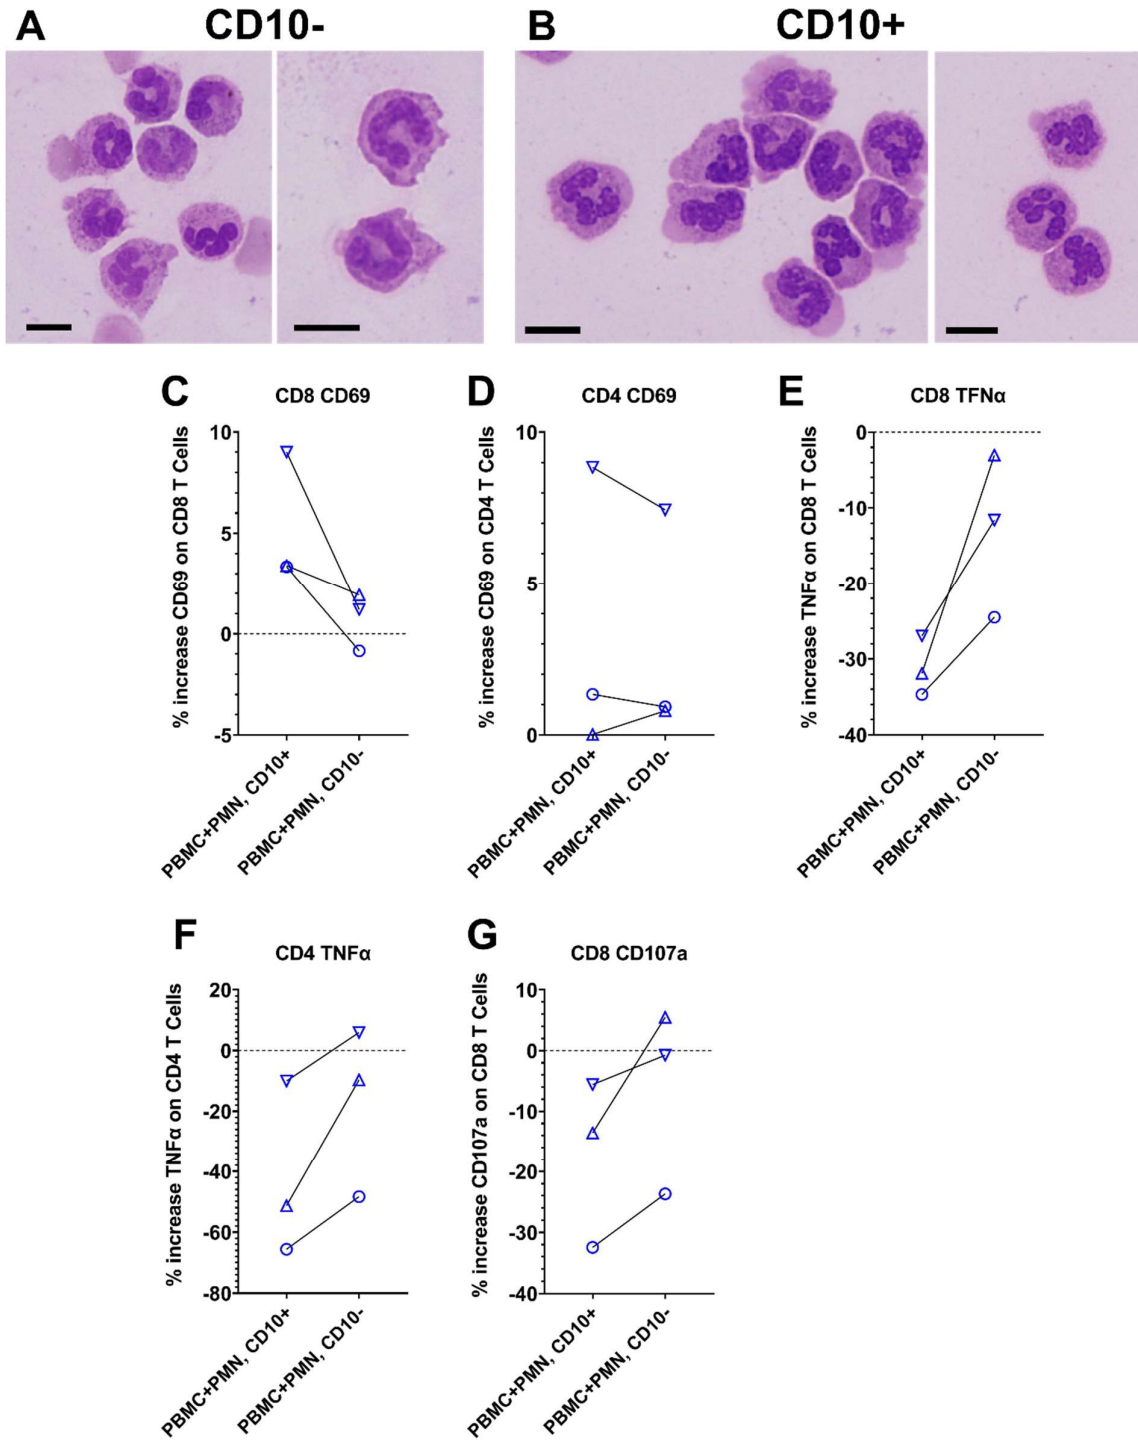 A CD10-
B CD10+
C CD8 CD69
% increase CD69 on CD8 T Cells
10
5
0
-5
PBMC+PMN, CD10+
PBMC+PMN, CD10-
D CD4 CD69
% increase CD69 on CD4 T Cells
10
5
0
PBMC+PMN, CD10+
PBMC+PMN, CD10-
E CD8 TFNα
% increase TNFα on CD8 T Cells
0
-10
-20
-30
-40
PBMC+PMN, CD10+
PBMC+PMN, CD10-
F CD4 TNFα
% increase TNFα on CD4 T Cells
20
0
-20
-40
-60
-80
PBMC+PMN, CD10+
PBMC+PMN, CD10-
G CD8 CD107a
% increase CD107a on CD8 T Cells
10
0
-10
-20
-30
-40
PBMC+PMN, CD10+
PBMC+PMN, CD10-